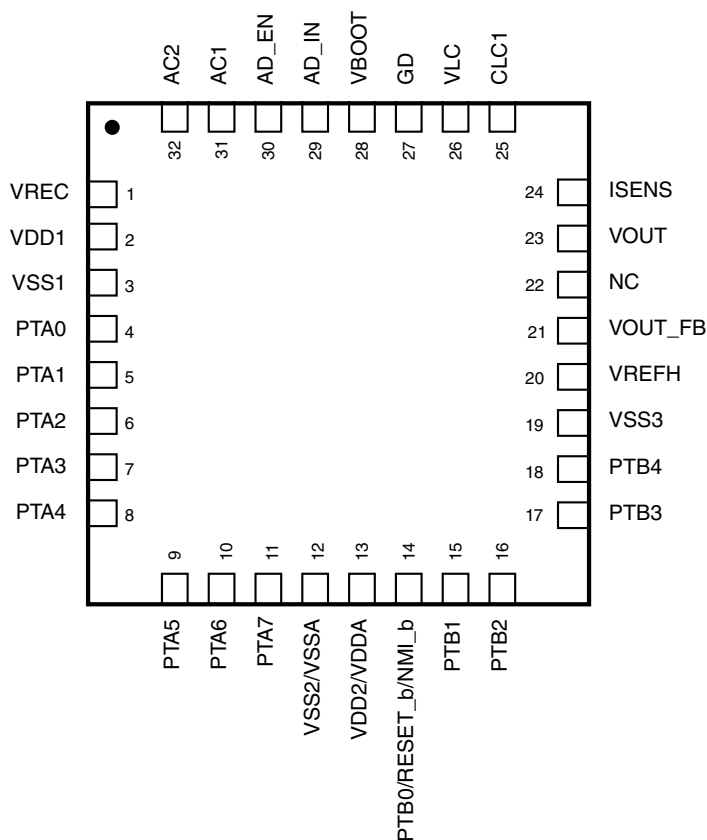 AC2
AC1
AD_EN
AD_IN
VBOOT
GD
VLC
CLC1
32
31
30
29
28
27
26
25
VREC 1
VDD1 2
VSS1 3
PTA0 4
PTA1 5
PTA2 6
PTA3 7
PTA4 8
24 ISENS
23 VOUT
22 NC
21 VOUT_FB
20 VREFH
19 VSS3
18 PTB4
17 PTB3
9
10
11
12
13
14
15
16
PTA5
PTA6
PTA7
VSS2/VSSA
VDD2/VDDA
PTB0/RESET_b/NMI_b
PTB1
PTB2